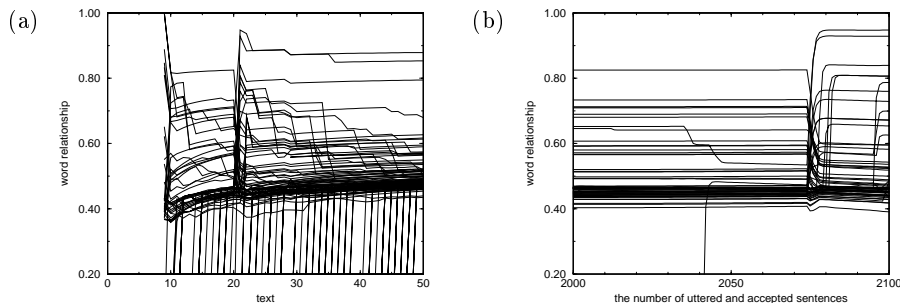 (a)
1.00
0.80
0.60
0.40
0.20
word relationship
0 10 20 30 40 50
text
(b)
1.00
0.80
0.60
0.40
0.20
word relationship
2000 2050 2100
the number of uttered and accepted sentences